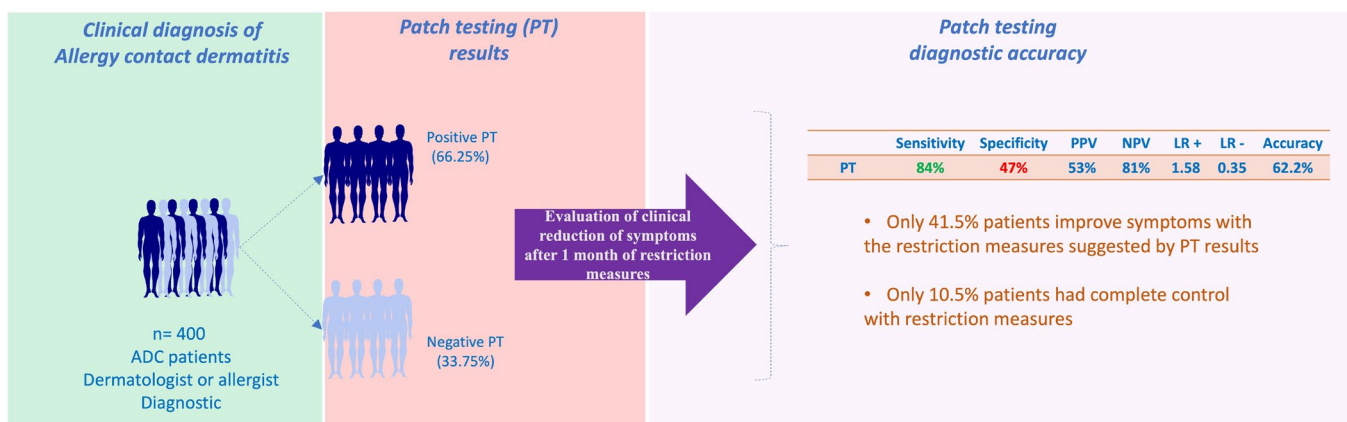 Clinical diagnosis of
Allergy contact dermatitis
n= 400
ADC patients
Dermatologist or allergist
Diagnostic
Patch testing (PT)
results
Positive PT
(66.25%)
Negative PT
(33.75%)
Evaluation of clinical
reduction of symptoms
after 1 month of restriction
measures
Patch testing
diagnostic accuracy
Sensitivity Specificity PPV NPV LR + LR - Accuracy
PT 84% 47% 53% 81% 1.58 0.35 62.2%
• Only 41.5% patients improve symptoms with
the restriction measures suggested by PT results
• Only 10.5% patients had complete control
with restriction measures